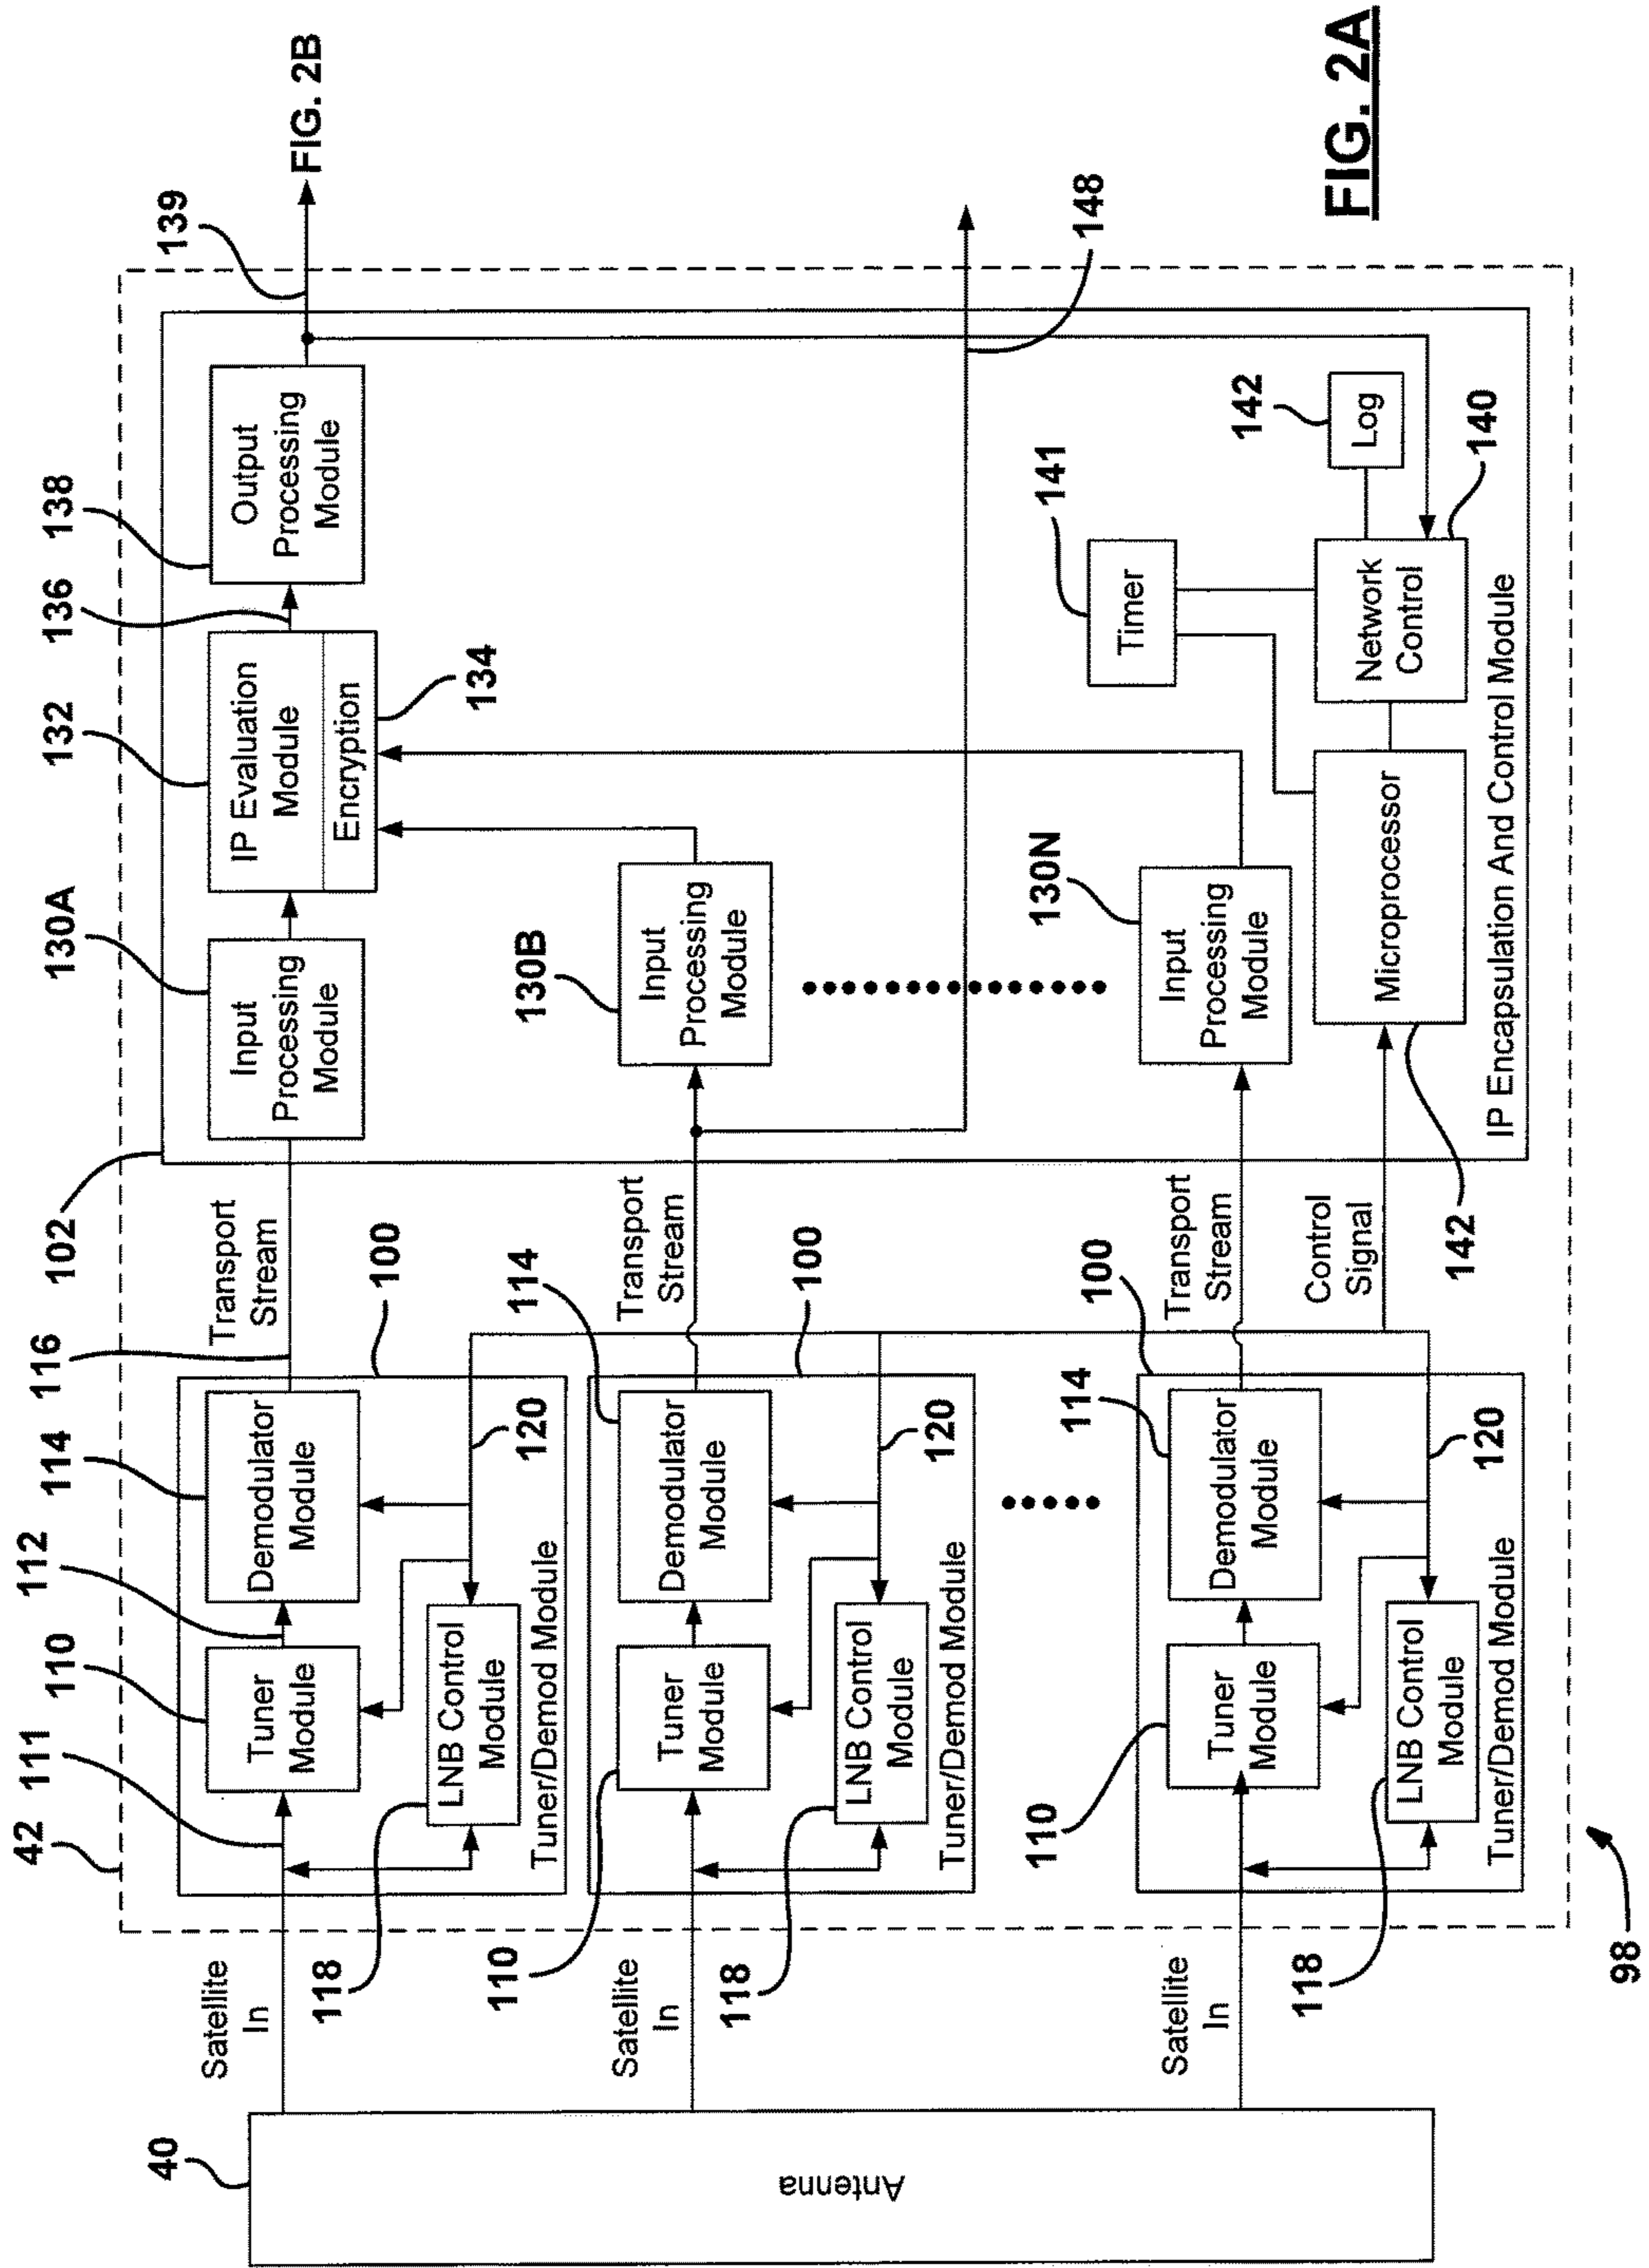 42
111
110
112
114
116
Transport
Stream
102
130A
132
136
138
139
FIG. 2B
40
Antenna
Satellite
In
Tuner
Module
Demodulator
Module
100
Input
Processing
Module
IP Evaluation
Module
Encryption
134
Output
Processing
Module
118
LNB Control
Module
120
Tuner/Demod Module
Satellite
In
110
Tuner
Module
Demodulator
Module
114
Transport
Stream
100
130B
Input
Processing
Module
118
LNB Control
Module
120
Tuner/Demod Module
148
Satellite
In
110
Tuner
Module
Demodulator
Module
114
100
Transport
Stream
Input
Processing
Module
130N
Timer
141
142
Log
118
LNB Control
Module
120
Tuner/Demod Module
Control
Signal
142
Microprocessor
Network
Control
140
IP Encapsulation And Control Module
98
FIG. 2A